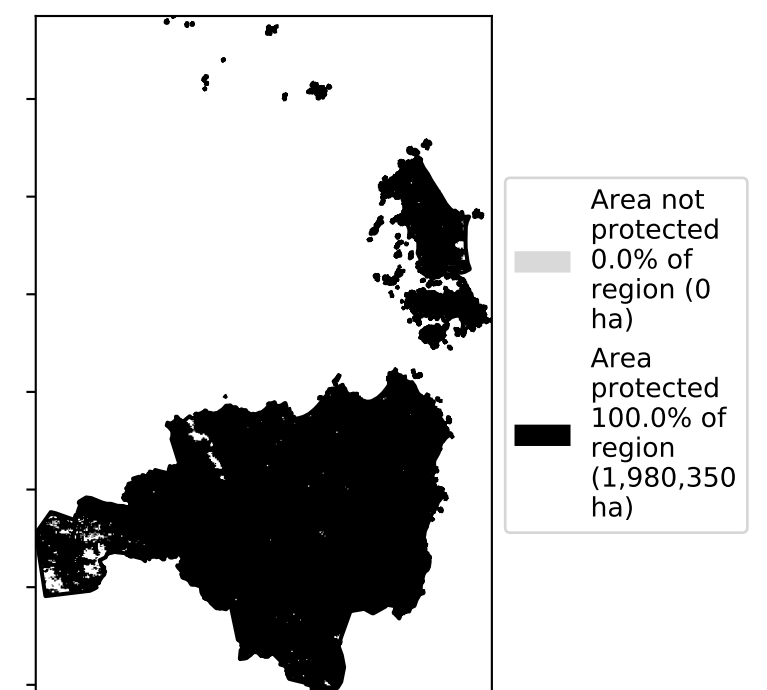 Area not
protected
0.0% of
region (0
ha)
Area
protected
100.0% of
region
(1,980,350
ha)